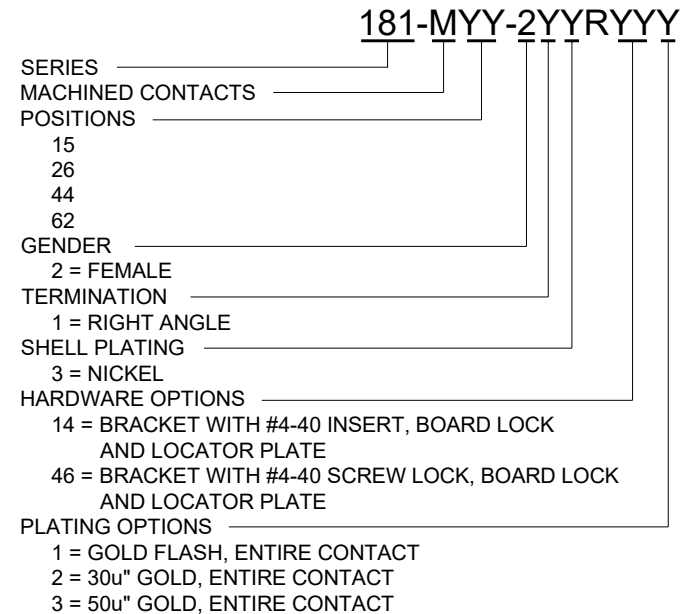 181-MYY-2YYRYYY
SERIES
MACHINED CONTACTS
POSITIONS
15
26
44
62
GENDER
2 = FEMALE
TERMINATION
1 = RIGHT ANGLE
SHELL PLATING
3 = NICKEL
HARDWARE OPTIONS
14 = BRACKET WITH #4-40 INSERT, BOARD LOCK
AND LOCATOR PLATE
46 = BRACKET WITH #4-40 SCREW LOCK, BOARD LOCK
AND LOCATOR PLATE
PLATING OPTIONS
1 = GOLD FLASH, ENTIRE CONTACT
2 = 30u" GOLD, ENTIRE CONTACT
3 = 50u" GOLD, ENTIRE CONTACT